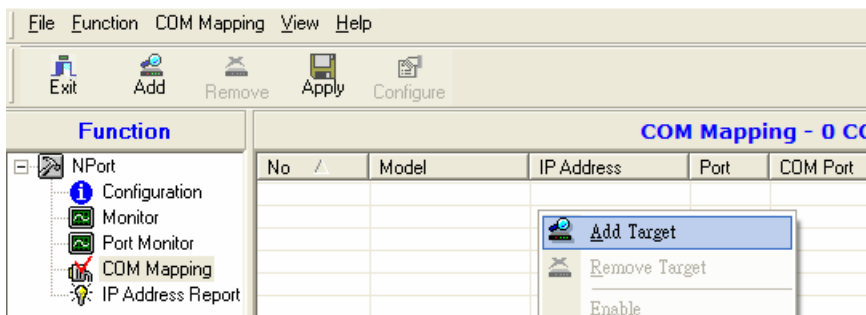 File Function COM Mapping View Help
Exit Add Remove Apply Configure
Function
COM Mapping - 0 CO
NPort
Configuration
Monitor
Port Monitor
COM Mapping
IP Address Report
No Model IP Address Port COM Port
Add Target
Remove Target
Enable